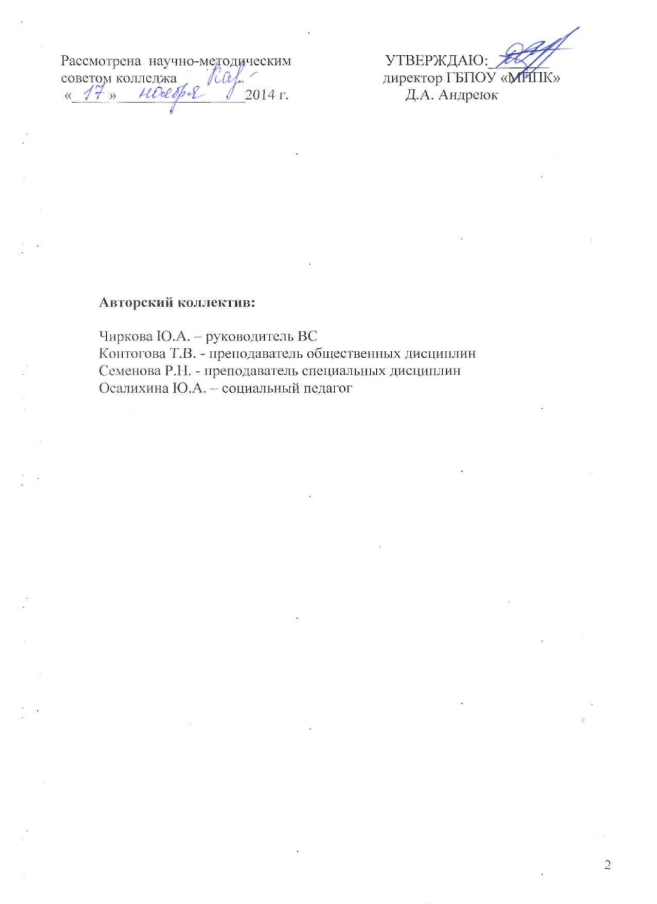 Рассмотрена научно-методическим
советом колледжа
« 17 » ноября 2014 г.
УТВЕРЖДАЮ:
директор ГБПОУ «МППК»
Д.А. Андреюк
Авторский коллектив:
Чиркова Ю.А. – руководитель ВС
Контогова Т.В. - преподаватель общественных дисциплин
Семенова Р.Н. - преподаватель специальных дисциплин
Осалихина Ю.А. – социальный педагог
2